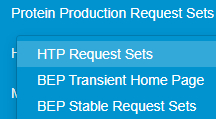 Protein Production Request Sets
H
HTP Request Sets
BEP Transient Home Page
M
BEP Stable Request Sets